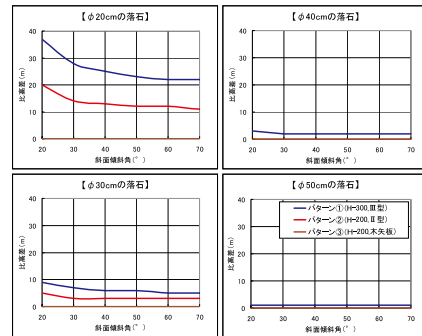 【φ20cmの落石】
比高差(m)
40
30
20
10
0
20 30 40 50 60 70
斜面傾斜角(°)
【φ40cmの落石】
比高差(m)
40
30
20
10
0
20 30 40 50 60 70
斜面傾斜角(°)
【φ30cmの落石】
比高差(m)
40
30
20
10
0
20 30 40 50 60 70
斜面傾斜角(°)
【φ50cmの落石】
比高差(m)
40
30
20
10
0
20 30 40 50 60 70
斜面傾斜角(°)
パターン①(H-300,Ⅲ型)
パターン②(H-200,Ⅱ型)
パターン③(H-200,木矢板)